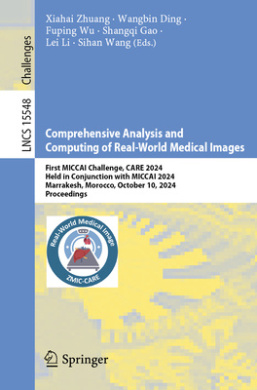 Xiahai Zhuang · Wangbin Ding ·
Fuping Wu · Shangqi Gao ·
Lei Li · Sihan Wang (Eds.)
LNCS 15548
Challenges
Comprehensive Analysis and
Computing of Real-World Medical Images
First MICCAI Challenge, CARE 2024
Held in Conjunction with MICCAI 2024
Marrakesh, Morocco, October 10, 2024
Proceedings
Real-World Medical Image
ZMIC-CARE
Springer